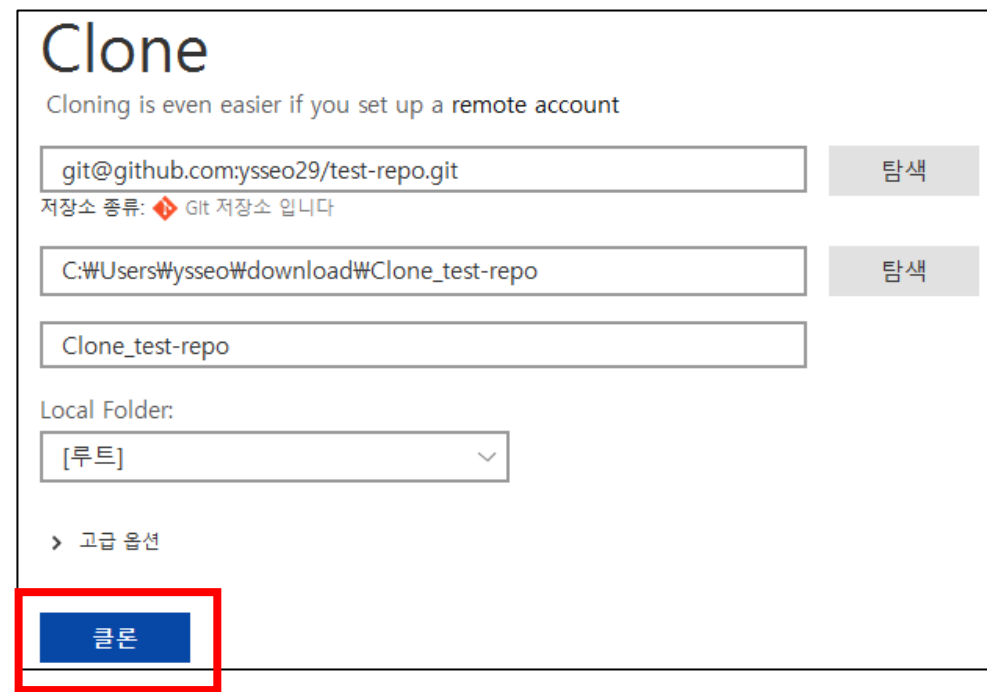 Clone
Cloning is even easier if you set up a remote account
git@github.com:ysseo29/test-repo.git
탐색
저장소 종류: Git 저장소 입니다
C:₩Users₩ysseo₩download₩Clone_test-repo
탐색
Clone_test-repo
Local Folder:
[루트]
고급 옵션
클론